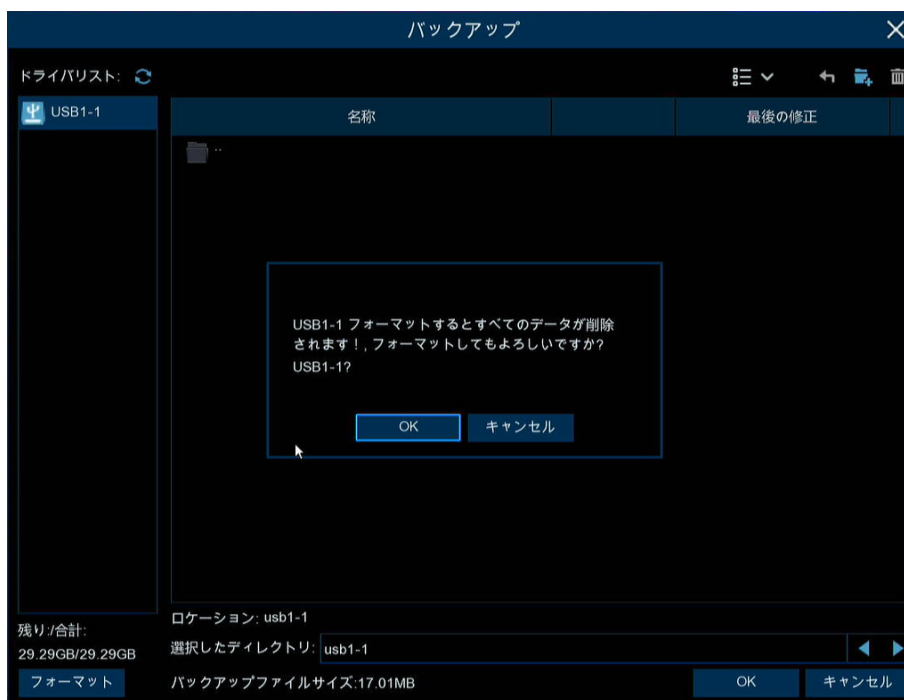 バックアップ
ドライバリスト:
USB1-1
名称
最後の修正
..
USB1-1 フォーマットするとすべてのデータが削除
されます！, フォーマットしてもよろしいですか?
USB1-1?
OK
キャンセル
残り:/合計:
29.29GB/29.29GB
フォーマット
ロケーション: usb1-1
選択したディレクトリ: usb1-1
バックアップファイルサイズ:17.01MB
OK
キャンセル